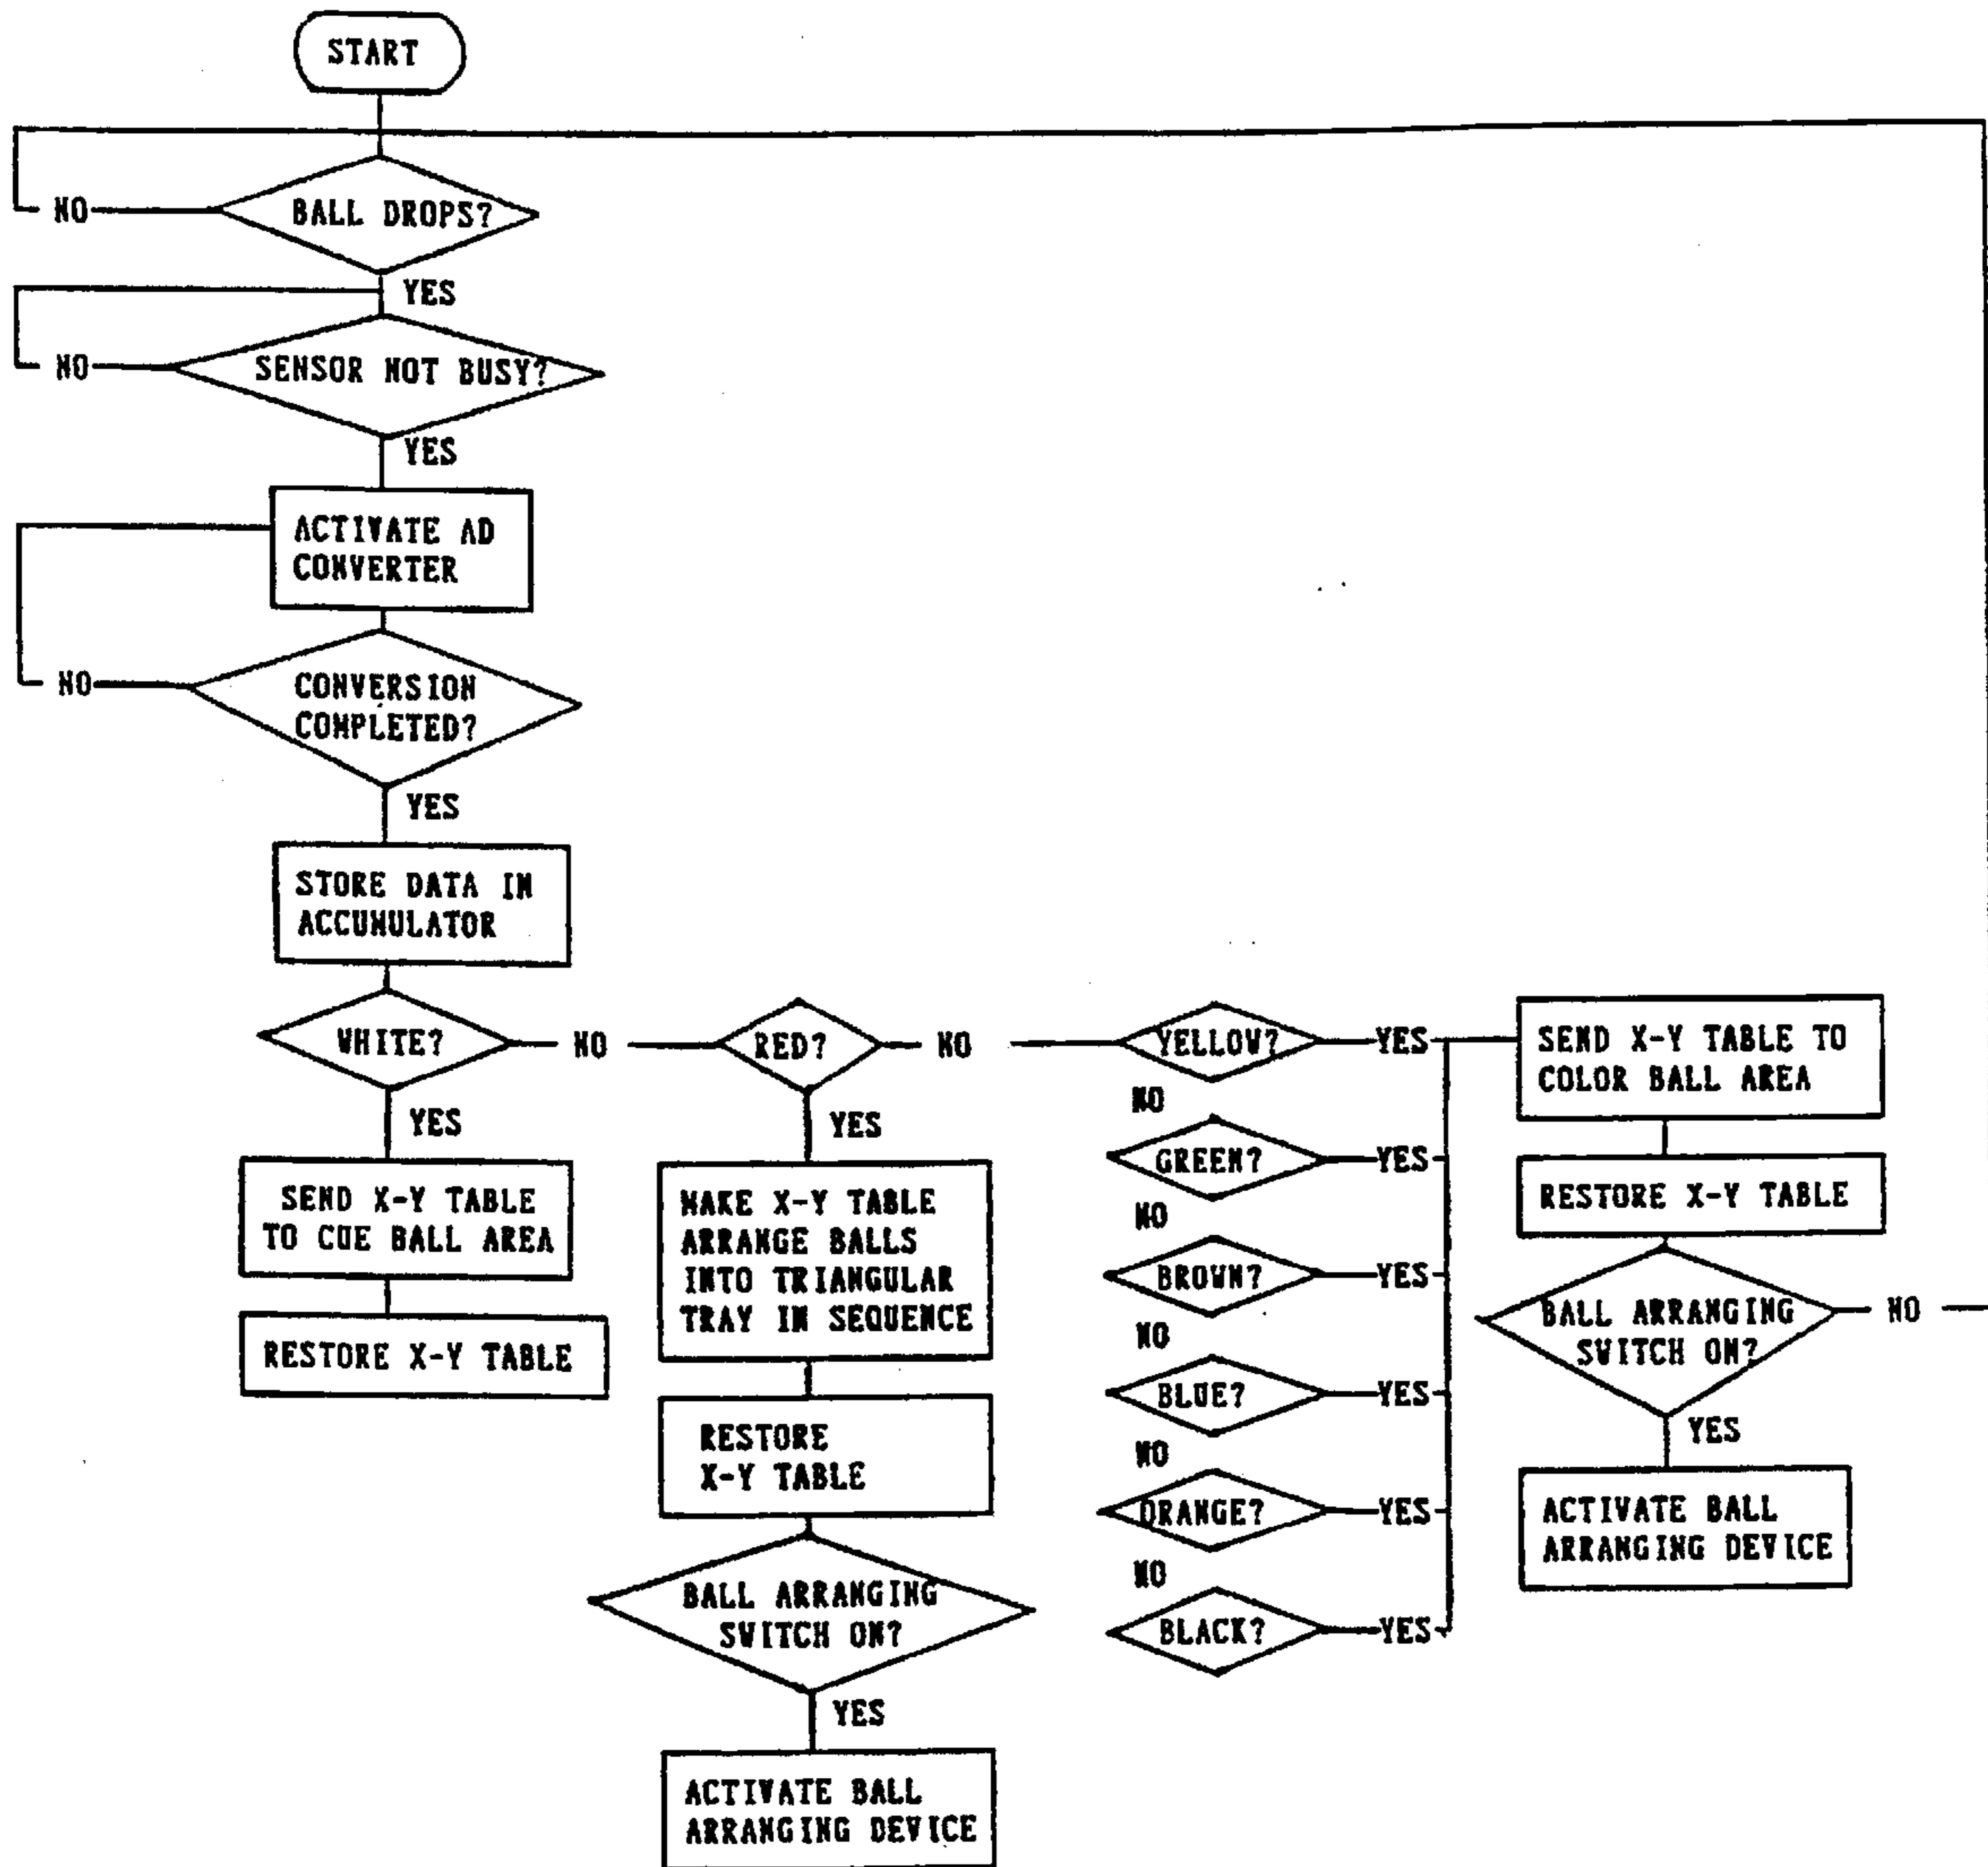 START
BALL DROPS?
NO
YES
SENSOR NOT BUSY?
NO
YES
ACTIVATE AD
CONVERTER
CONVERSION
COMPLETED?
NO
YES
STORE DATA IN
ACCUMULATOR
WHITE?
NO
YES
SEND X-Y TABLE
TO CUE BALL AREA
RESTORE X-Y TABLE
RED?
NO
YES
MAKE X-Y TABLE
ARRANGE BALLS
INTO TRIANGULAR
TRAY IN SEQUENCE
RESTORE
X-Y TABLE
BALL ARRANGING
SWITCH ON?
YES
ACTIVATE BALL
ARRANGING DEVICE
YELLOW?
YES
NO
GREEN?
YES
NO
BROWN?
YES
NO
BLUE?
YES
NO
ORANGE?
YES
NO
BLACK?
YES
SEND X-Y TABLE TO
COLOR BALL AREA
RESTORE X-Y TABLE
BALL ARRANGING
SWITCH ON?
NO
YES
ACTIVATE BALL
ARRANGING DEVICE